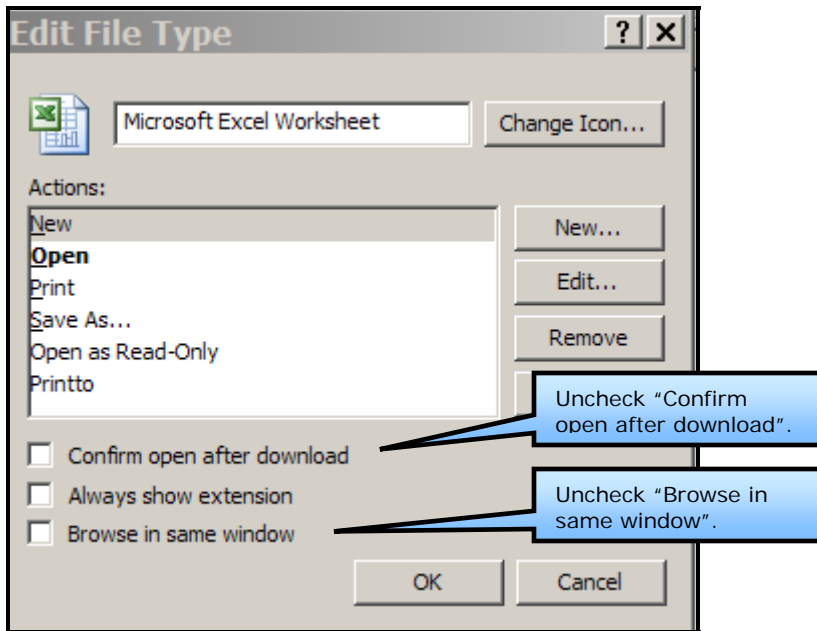 Edit File Type
Microsoft Excel Worksheet
Change Icon...
Actions:
New
Open
Print
Save As...
Open as Read-Only
Printto
New...
Edit...
Remove
Uncheck “Confirm
open after download”.
Confirm open after download
Always show extension
Browse in same window
Uncheck “Browse in
same window”.
OK
Cancel